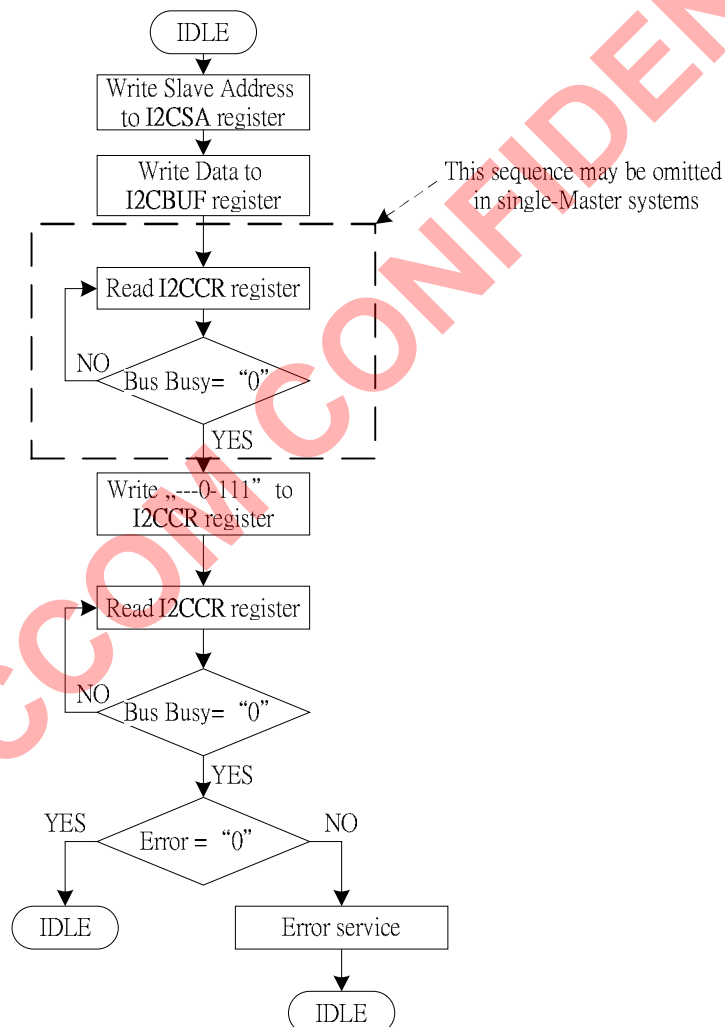 IDLE
Write Slave Address
to I2CSA register
Write Data to
I2CBUF register
This sequence may be omitted
in single-Master systems
Read I2CCR register
NO
Bus Busy= “0”
YES
Write „---0-111” to
I2CCR register
Read I2CCR register
NO
Bus Busy= “0”
YES
YES
Error = “0”
NO
IDLE
Error service
IDLE
CCOM CONFIDEN